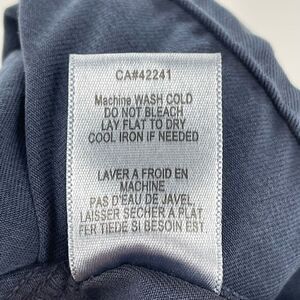 CA#42241
Machine WASH COLD
DO NOT BLEACH
LAY FLAT TO DRY
COOL IRON IF NEEDED
LAVER A FROID EN
MACHINE
PAS D'EAU DE JAVEL,
LAISSER SECHER A PLAT
FER TIEDE SI BESOIN EST